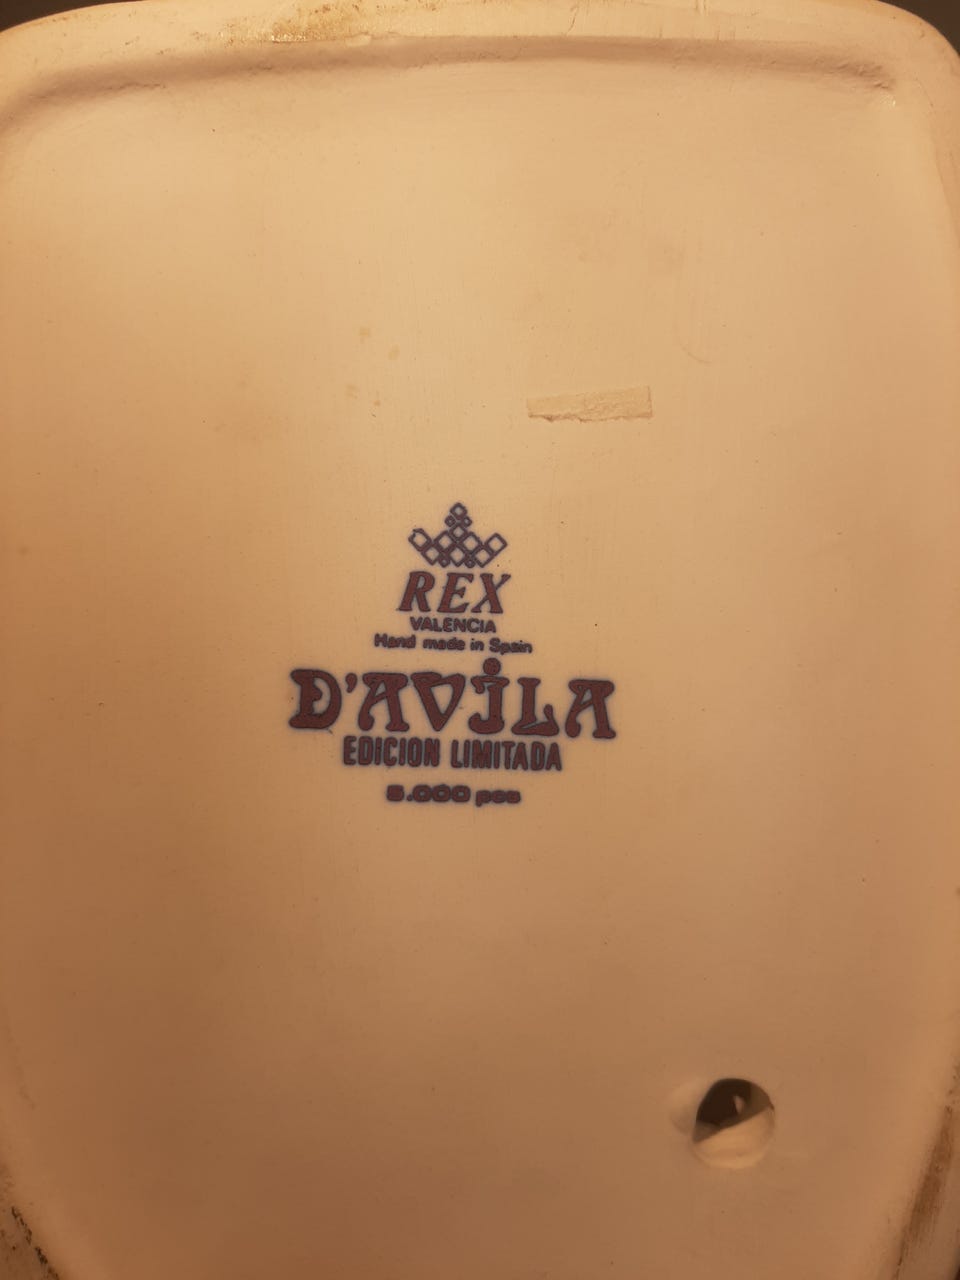 REX
VALENCIA
Hand made in Spain
D'AVILA
EDICION LIMITADA
5.000 pcs